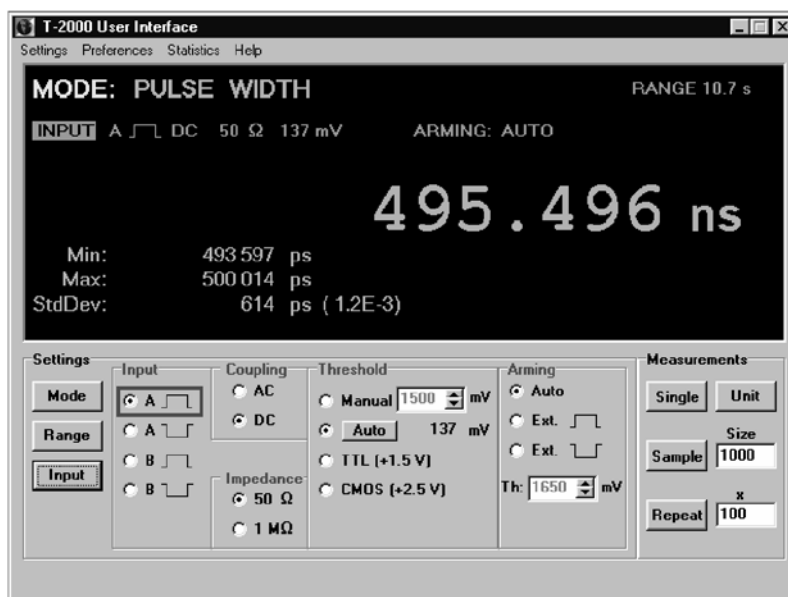 T-2000 User Interface
Settings Preferences Statistics Help
MODE: PULSE WIDTH RANGE 10.7 s
INPUT A DC 50 Ω 137 mV ARMING: AUTO
495.496 ns
Min: 493 597 ps
Max: 500 014 ps
StdDev: 614 ps ( 1.2E-3)
Settings
Mode
Range
Input
Input
A
A
B
B
Coupling
AC
DC
Impedance
50 Ω
1 MΩ
Threshold
Manual 1500 mV
Auto 137 mV
TTL (+1.5 V)
CMOS (+2.5 V)
Arming
Auto
Ext.
Ext.
Th: 1650 mV
Measurements
Single Unit
Size
Sample 1000
x
Repeat 100